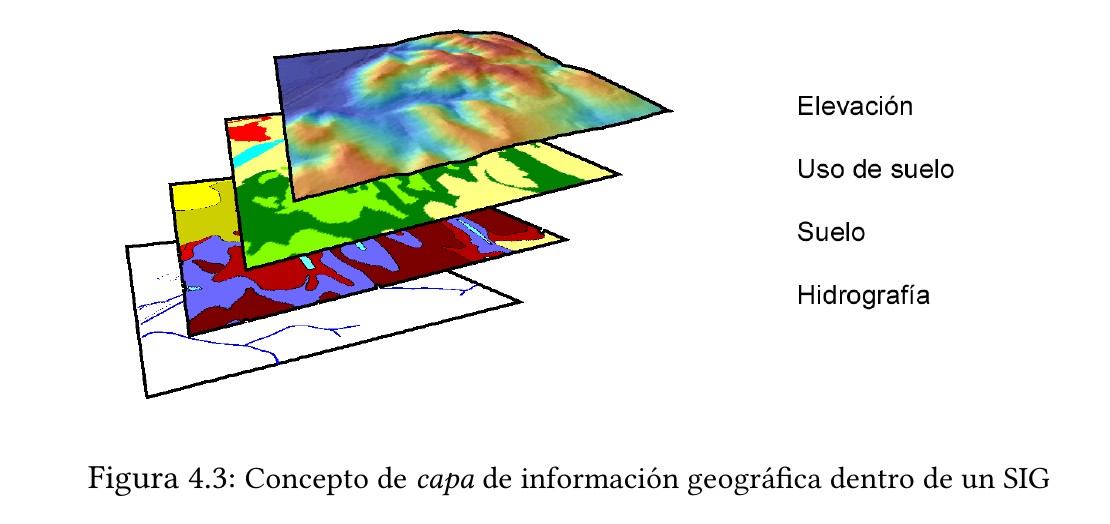 Elevación
Uso de suelo
Suelo
Hidrografía
Figura 4.3: Concepto de capa de información geográfica dentro de un SIG